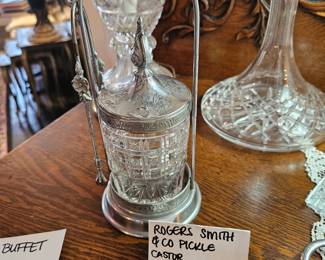 BUFFET
ROGERS SMITH
& CO PICKLE
CASTOR